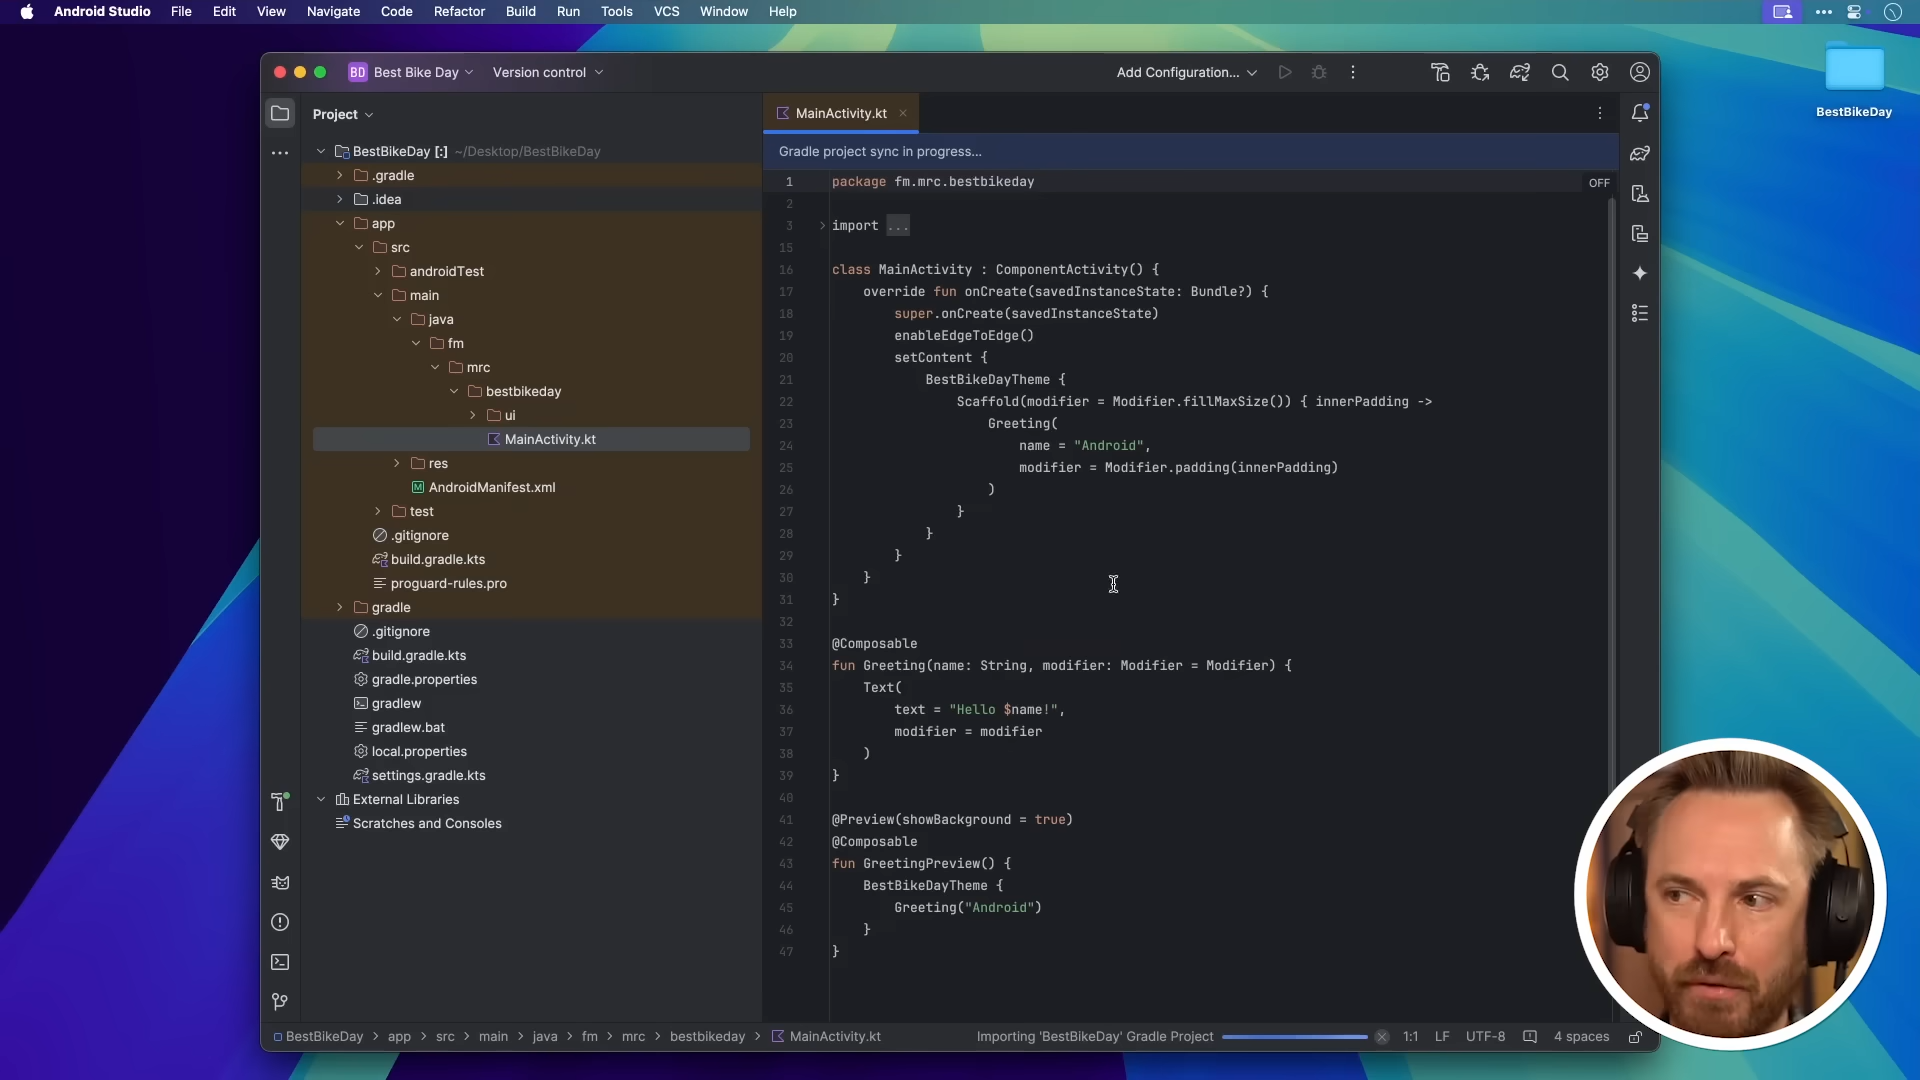 Android Studio File Edit View Navigate Code Refactor Build Run Tools VCS Window Help
BestBikeDay
BD Best Bike Day Version control Add Configuration...
Project
MainActivity.kt
Gradle project sync in progress...
BestBikeDay [:] ~/Desktop/BestBikeDay
.gradle
.idea
app
src
androidTest
main
java
fm
mrc
bestbikeday
ui
MainActivity.kt
res
AndroidManifest.xml
test
.gitignore
build.gradle.kts
proguard-rules.pro
gradle
.gitignore
build.gradle.kts
gradle.properties
gradlew
gradlew.bat
local.properties
settings.gradle.kts
External Libraries
Scratches and Consoles
OFF
1 package fm.mrc.bestbikeday
2
3 import ...
15
16 class MainActivity : ComponentActivity() {
17 override fun onCreate(savedInstanceState: Bundle?) {
18 super.onCreate(savedInstanceState)
19 enableEdgeToEdge()
20 setContent {
21 BestBikeDayTheme {
22 Scaffold(modifier = Modifier.fillMaxSize()) { innerPadding ->
23 Greeting(
24 name = "Android",
25 modifier = Modifier.padding(innerPadding)
26 )
27 }
28 }
29 }
30 }
31 }
32
33 @Composable
34 fun Greeting(name: String, modifier: Modifier = Modifier) {
35 Text(
36 text = "Hello $name!",
37 modifier = modifier
38 )
39 }
40
41 @Preview(showBackground = true)
42 @Composable
43 fun GreetingPreview() {
44 BestBikeDayTheme {
45 Greeting("Android")
46 }
47 }
BestBikeDay > app > src > main > java > fm > mrc > bestbikeday > MainActivity.kt Importing 'BestBikeDay' Gradle Project 1:1 LF UTF-8 4 spaces